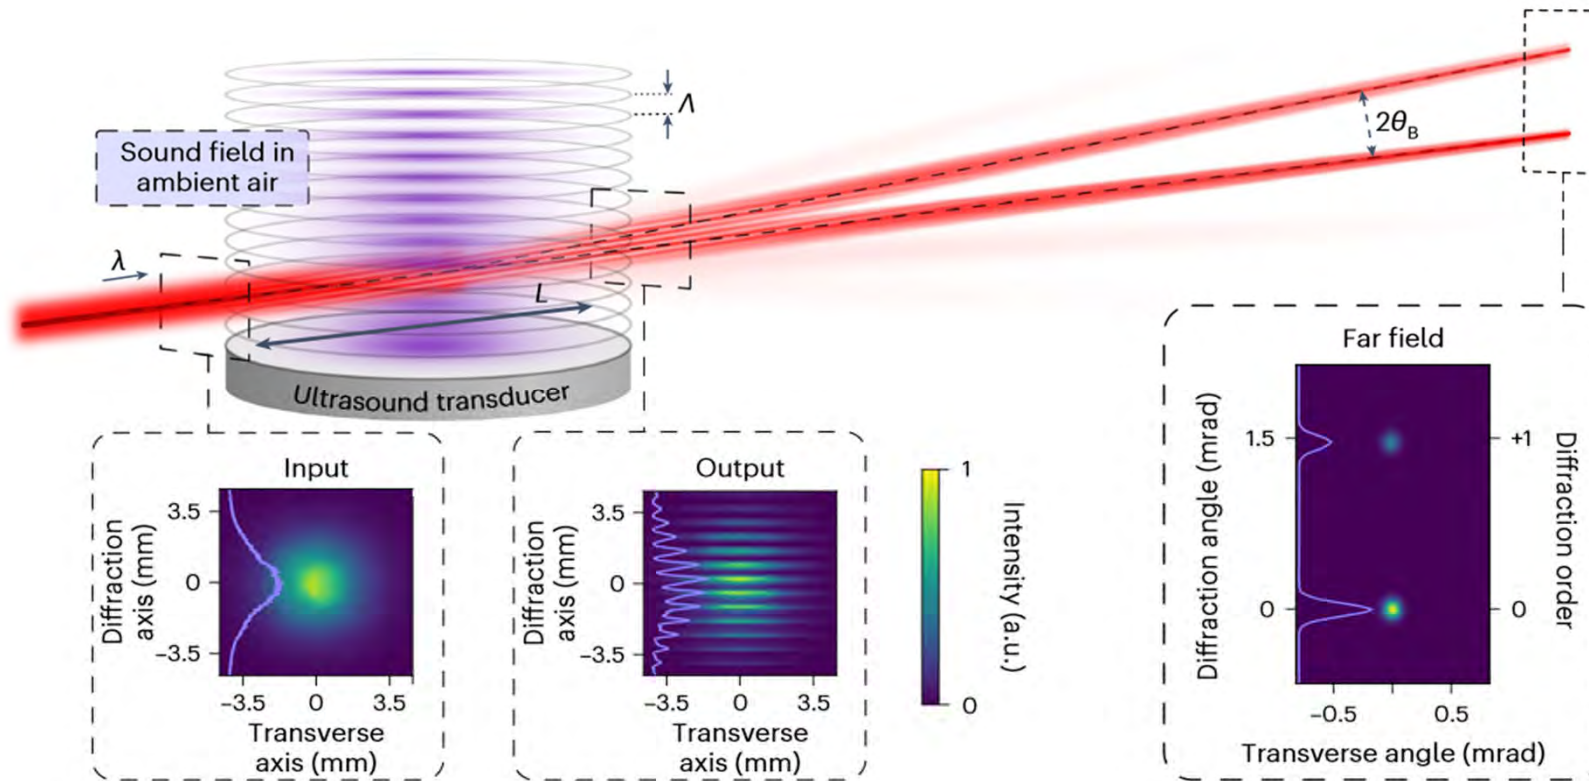 Λ
2θB
Sound field in
ambient air
λ
L
Ultrasound transducer
Input
3.5
0
−3.5
Diffraction
axis (mm)
−3.5 0 3.5
Transverse
axis (mm)
Output
3.5
0
−3.5
Diffraction
axis (mm)
−3.5 0 3.5
Transverse
axis (mm)
1
0
Intensity (a.u.)
Far field
Diffraction angle (mrad)
1.5
0
+1
0
Diffraction order
−0.5 0.5
Transverse angle (mrad)